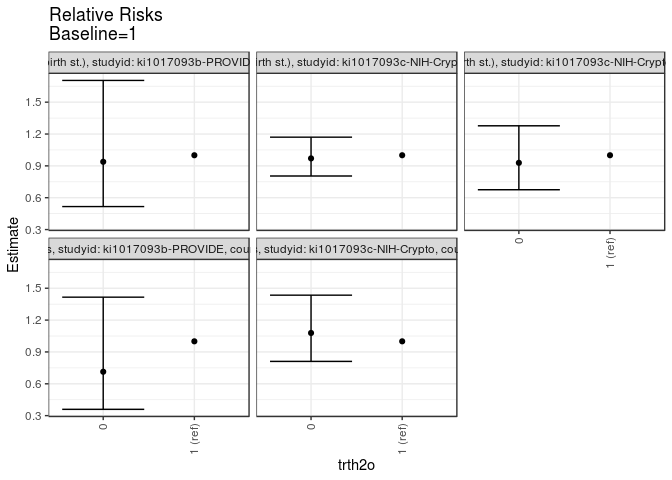 Relative Risks
Baseline=1
birth st.), studyid: ki1017093b-PROVID
rth st.), studyid: ki1017093c-NIH-Cryp
th st.), studyid: ki1017093c-NIH-Crypt
1.5
1.2
0.9
0.6
0.3
0
1 (ref)
s, studyid: ki1017093b-PROVIDE, cou
, studyid: ki1017093c-NIH-Crypto, cou
1.5
1.2
0.9
0.6
0.3
0
1 (ref)
0
1 (ref)
Estimate
trth2o